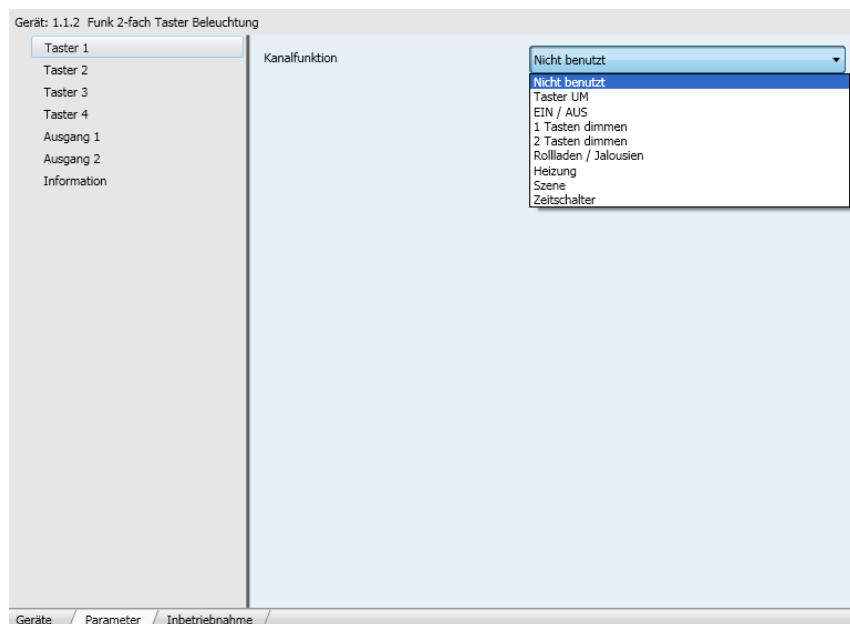 Gerät: 1.1.2 Funk 2-fach Taster Beleuchtung
Taster 1
Taster 2
Taster 3
Taster 4
Ausgang 1
Ausgang 2
Information
Kanalfunktion
Nicht benutzt
Nicht benutzt
Taster UM
EIN / AUS
1 Tasten dimmen
2 Tasten dimmen
Rollladen / Jalousien
Heizung
Szene
Zeitschalter
Geräte / Parameter / Inbetriebnahme /